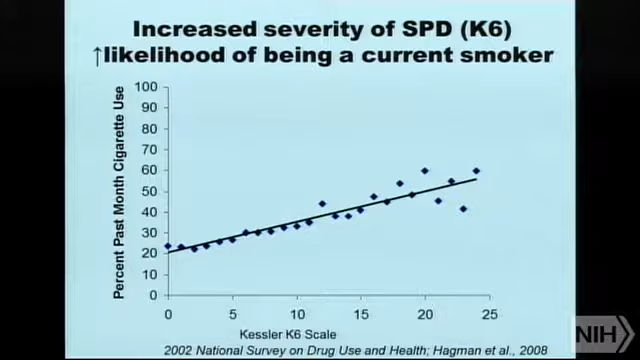 Increased severity of SPD (K6)
↑likelihood of being a current smoker
Percent Past Month Cigarette Use
100
90
80
70
60
50
40
30
20
10
0
0
5
10
15
20
25
Kessler K6 Scale
2002 National Survey on Drug Use and Health; Hagman et al., 2008
NIH